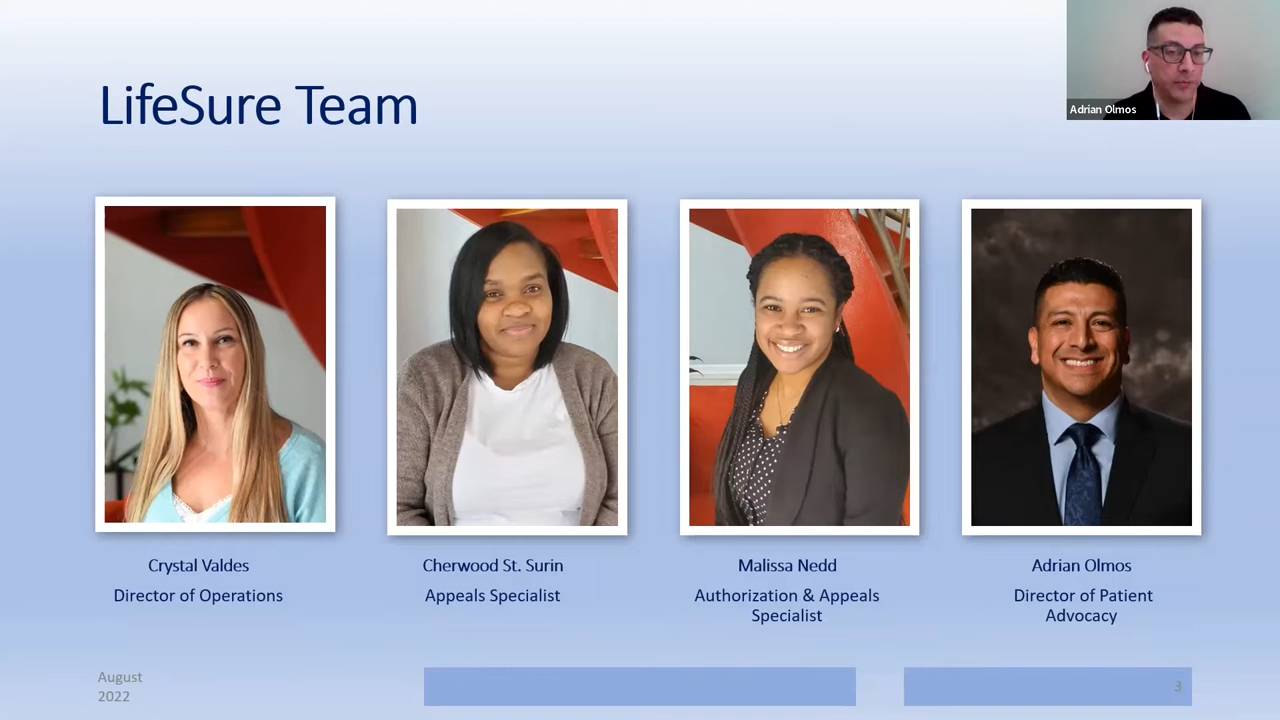 LifeSure Team
Adrian Olmos
Crystal Valdes
Director of Operations
Cherwood St. Surin
Appeals Specialist
Malissa Nedd
Authorization & Appeals
Specialist
Adrian Olmos
Director of Patient
Advocacy
August
2022
3